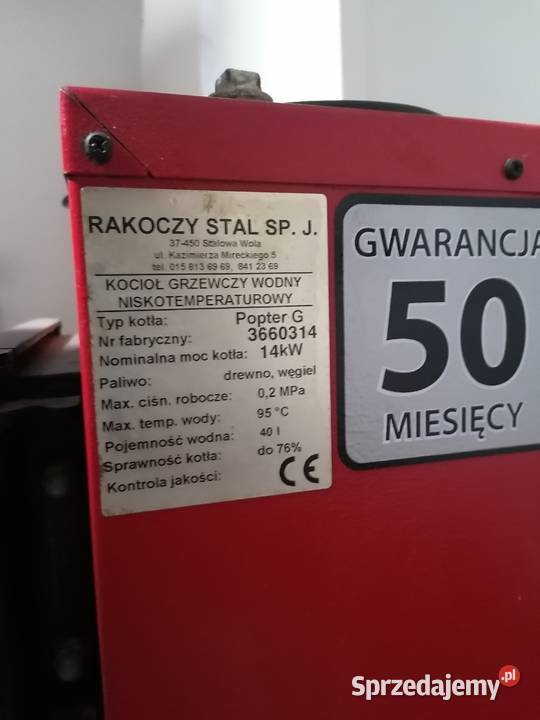 RAKOCZY STAL SP. J.
37-450 Stalowa Wola
ul. Kazimierza Mireckiego 5
tel. 015 813 69 69, 841 23 69
KOCIOŁ GRZEWCZY WODNY
NISKOTEMPERATUROWY
Typ kotła: Popter G
Nr fabryczny: 3660314
Nominalna moc kotła: 14kW
Paliwo: drewno, węgiel
Max. ciśn. robocze: 0,2 MPa
Max. temp. wody: 95 °C
Pojemność wodna: 40 l
Sprawność kotła: do 76%
Kontrola jakości: CE
GWARANCJA
50
MIESIĘCY
Sprzedajemy.pl